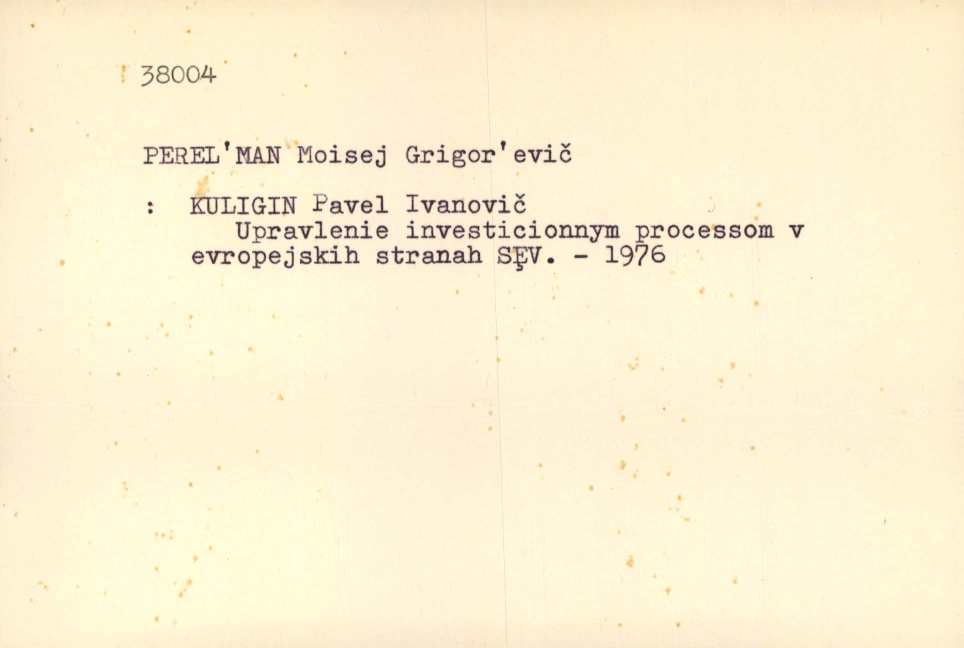 38004
PEREL'MAN Moisej Grigor'evič
: KULIGIN Pavel Ivanovič
Upravlenie investicionnym processom v
evropejskih stranah SĘV. - 1976